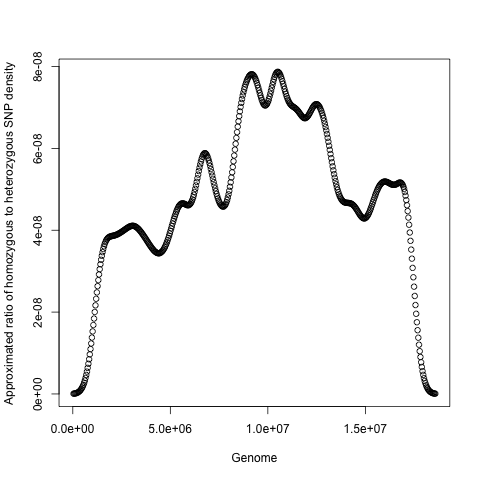 Approximated ratio of homozygous to heterozygous SNP density
8e-08
6e-08
4e-08
2e-08
0e+00
0.0e+00 5.0e+06 1.0e+07 1.5e+07
Genome